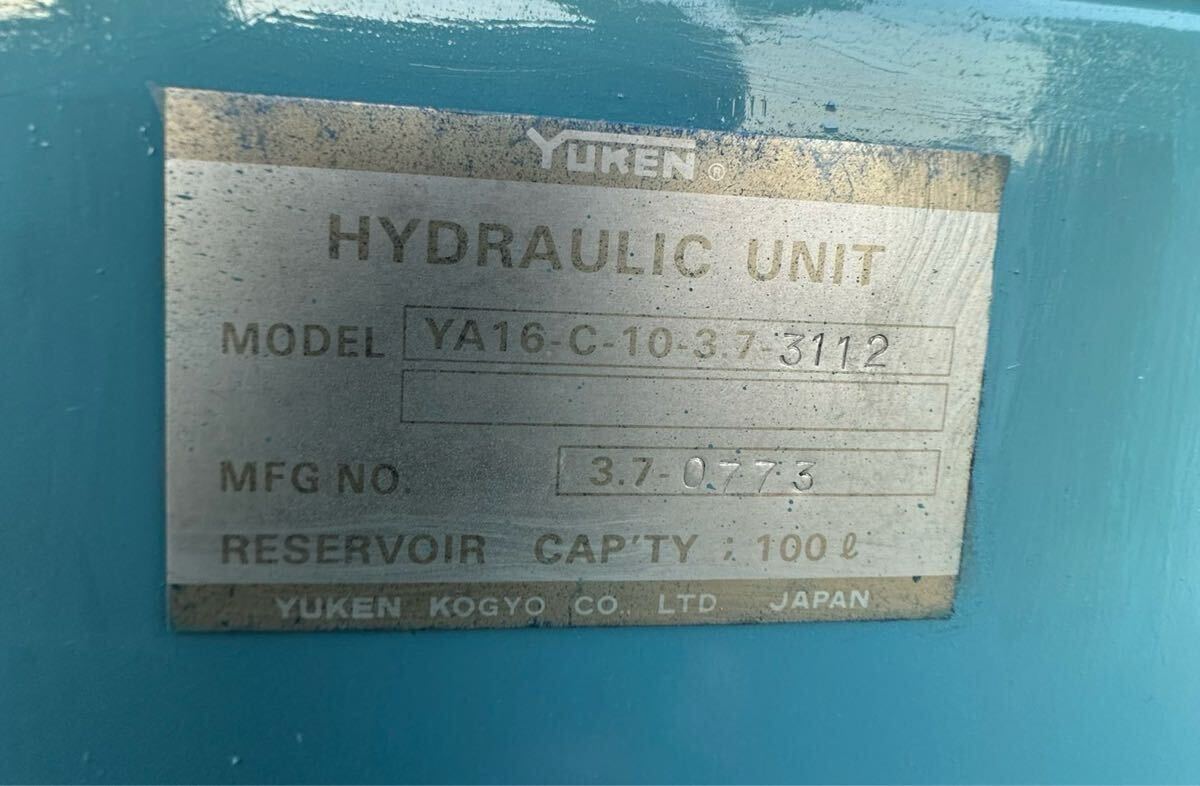 YUKEN ®
HYDRAULIC UNIT
MODEL YA16-C-10-3.7-3112
MFG NO. 3.7-0773
RESERVOIR CAP'TY : 100ℓ
YUKEN KOGYO CO., LTD. JAPAN